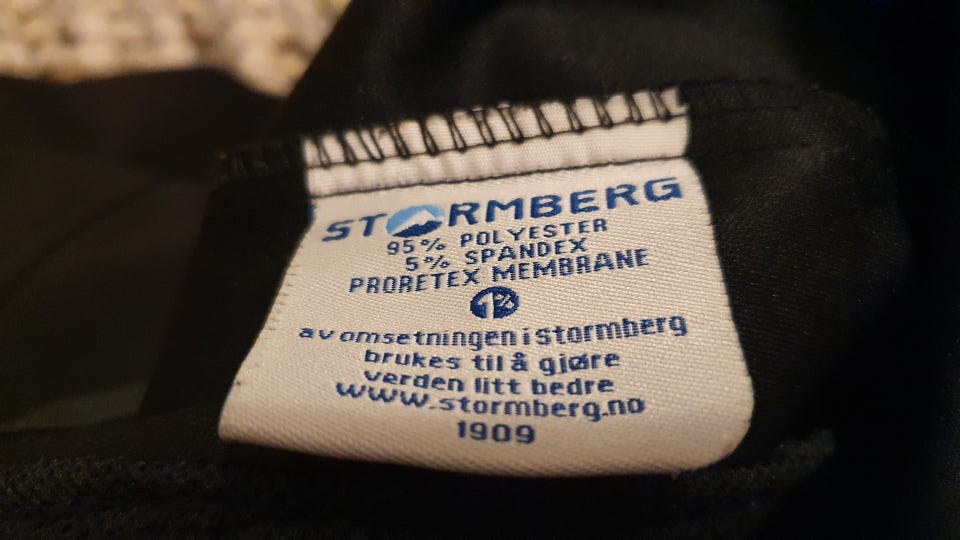 STORMBERG
95% POLYESTER
5% SPANDEX
PRORETEX MEMBRANE
1%
av omsetningen i stormberg
brukes til å gjøre
verden litt bedre
www.stormberg.no
1909